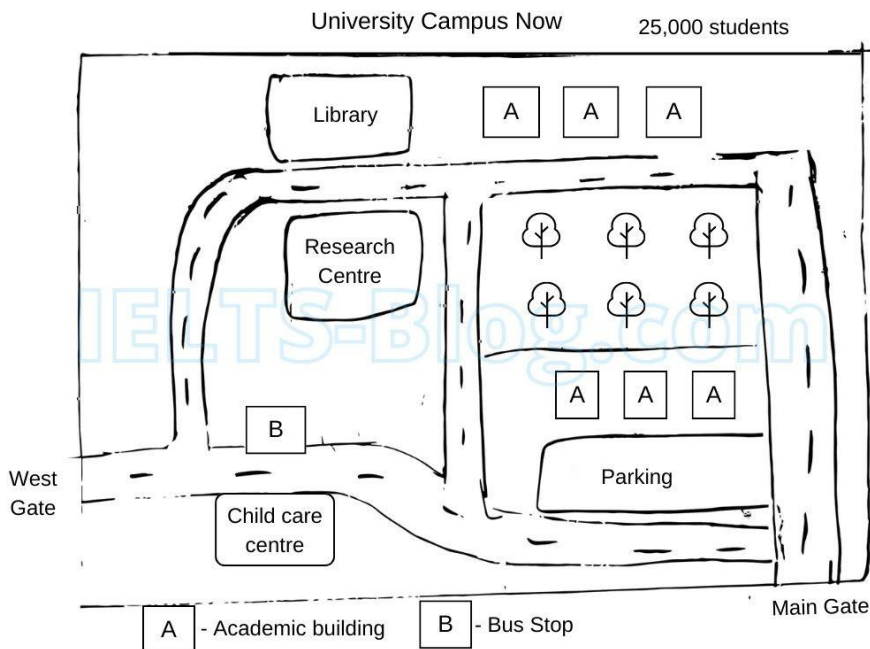 University Campus Now
25,000 students
Library
A A A
Research
Centre
IELTS-Blog.com
A A A
B
West
Gate
Parking
Child care
centre
Main Gate
A - Academic building
B - Bus Stop